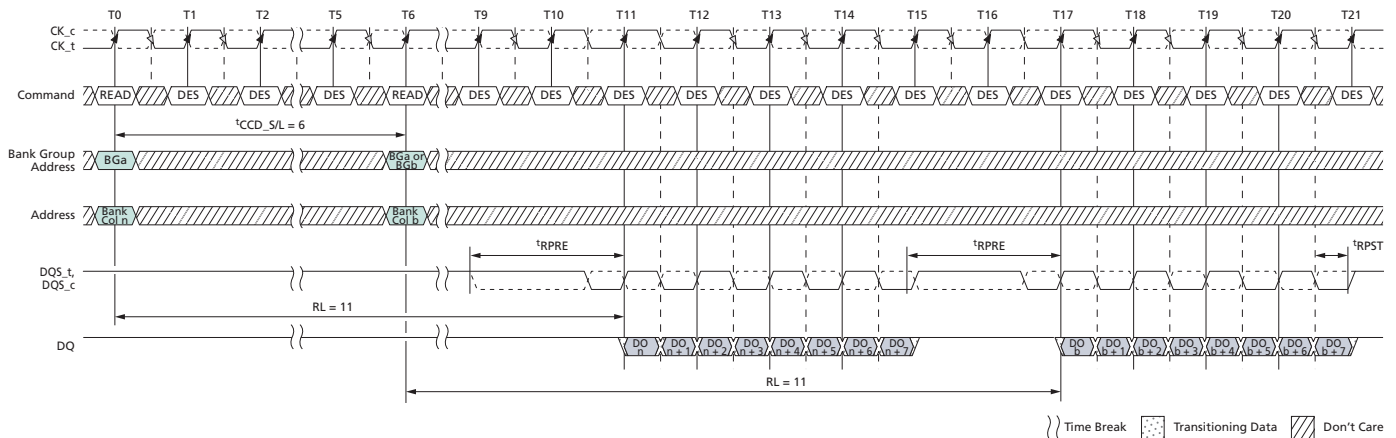 T0 T1 T2 T5 T6 T9 T10 T11 T12 T13 T14 T15 T16 T17 T18 T19 T20 T21
CK_c
CK_t
Command READ DES DES DES READ DES DES DES DES DES DES DES DES DES DES DES DES DES
tCCD_S/L = 6
Bank Group
Address
BGa
BGa or
BGb
Address
Bank
Col n
Bank
Col b
tRPRE tRPRE tRPST
DQS_t,
DQS_c
RL = 11
DQ
DO
n
DO
n + 1
DO
n + 2
DO
n + 3
DO
n + 4
DO
n + 5
DO
n + 6
DO
n + 7
DO
b
DO
b + 1
DO
b + 2
DO
b + 3
DO
b + 4
DO
b + 5
DO
b + 6
DO
b + 7
RL = 11
Time Break Transitioning Data Don't Care